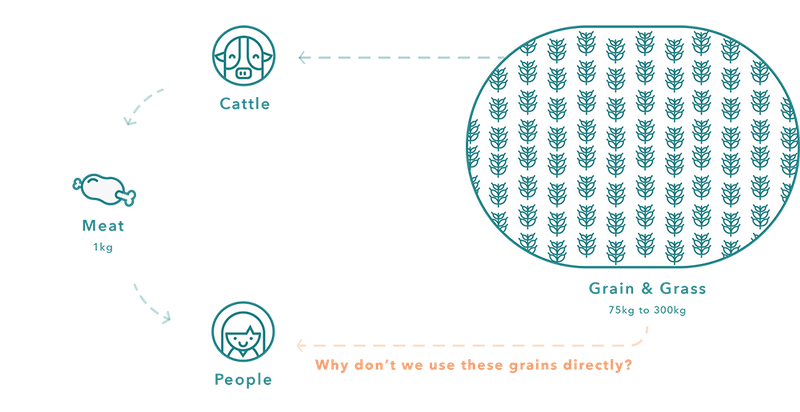 Cattle
Meat
1kg
Grain & Grass
75kg to 300kg
Why don't we use these grains directly?
People